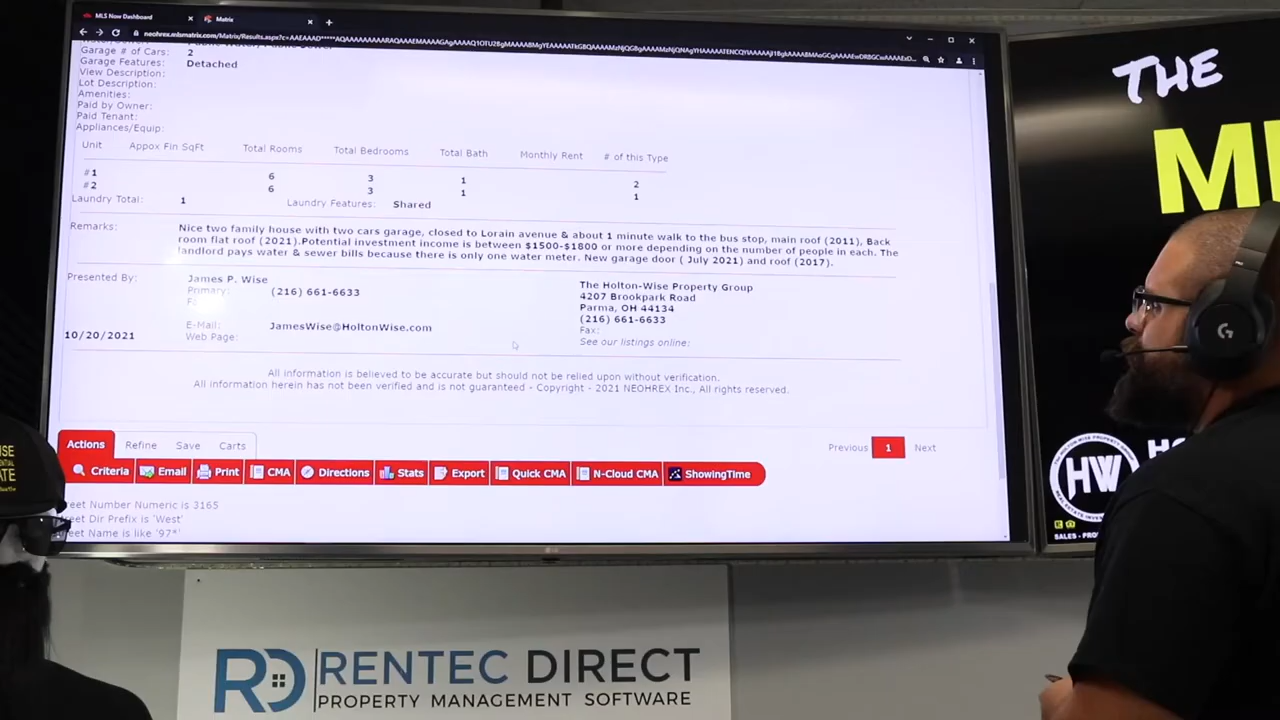 MLS Now Dashboard
Matrix
Garage # of Cars: 2
Garage Features: Detached
View Description:
Lot Description:
Amenities:
Paid by Owner:
Paid Tenant:
Appliances/Equip:
Unit Appox Fin SqFt Total Rooms Total Bedrooms Total Bath Monthly Rent # of this Type
#1 6 3 1 2
#2 6 3 1 1
Laundry Total: 1 Laundry Features: Shared
Remarks: Nice two family house with two cars garage, closed to Lorain avenue & about 1 minute walk to the bus stop, main roof (2011), Back
room flat roof (2021).Potential investment income is between $1500-$1800 or more depending on the number of people in each. The
landlord pays water & sewer bills because there is only one water meter. New garage door ( July 2021) and roof (2017).
Presented By: James P. Wise
Primary: (216) 661-6633
F:
E-Mail: JamesWise@HoltonWise.com
Web Page:
10/20/2021
The Holton-Wise Property Group
4207 Brookpark Road
Parma, OH 44134
(216) 661-6633
Fax:
See our listings online:
All information is believed to be accurate but should not be relied upon without verification.
All information herein has not been verified and is not guaranteed - Copyright - 2021 NEOHREX Inc., All rights reserved.
Actions Refine Save Carts
Previous 1 Next
Criteria Email Print CMA Directions Stats Export Quick CMA N-Cloud CMA ShowingTime
eet Number Numeric is 3165
reet Dir Prefix is 'West'
reet Name is like '97*'
THE
M
HW
SALES - PRO
RD RENTEC DIRECT
PROPERTY MANAGEMENT SOFTWARE